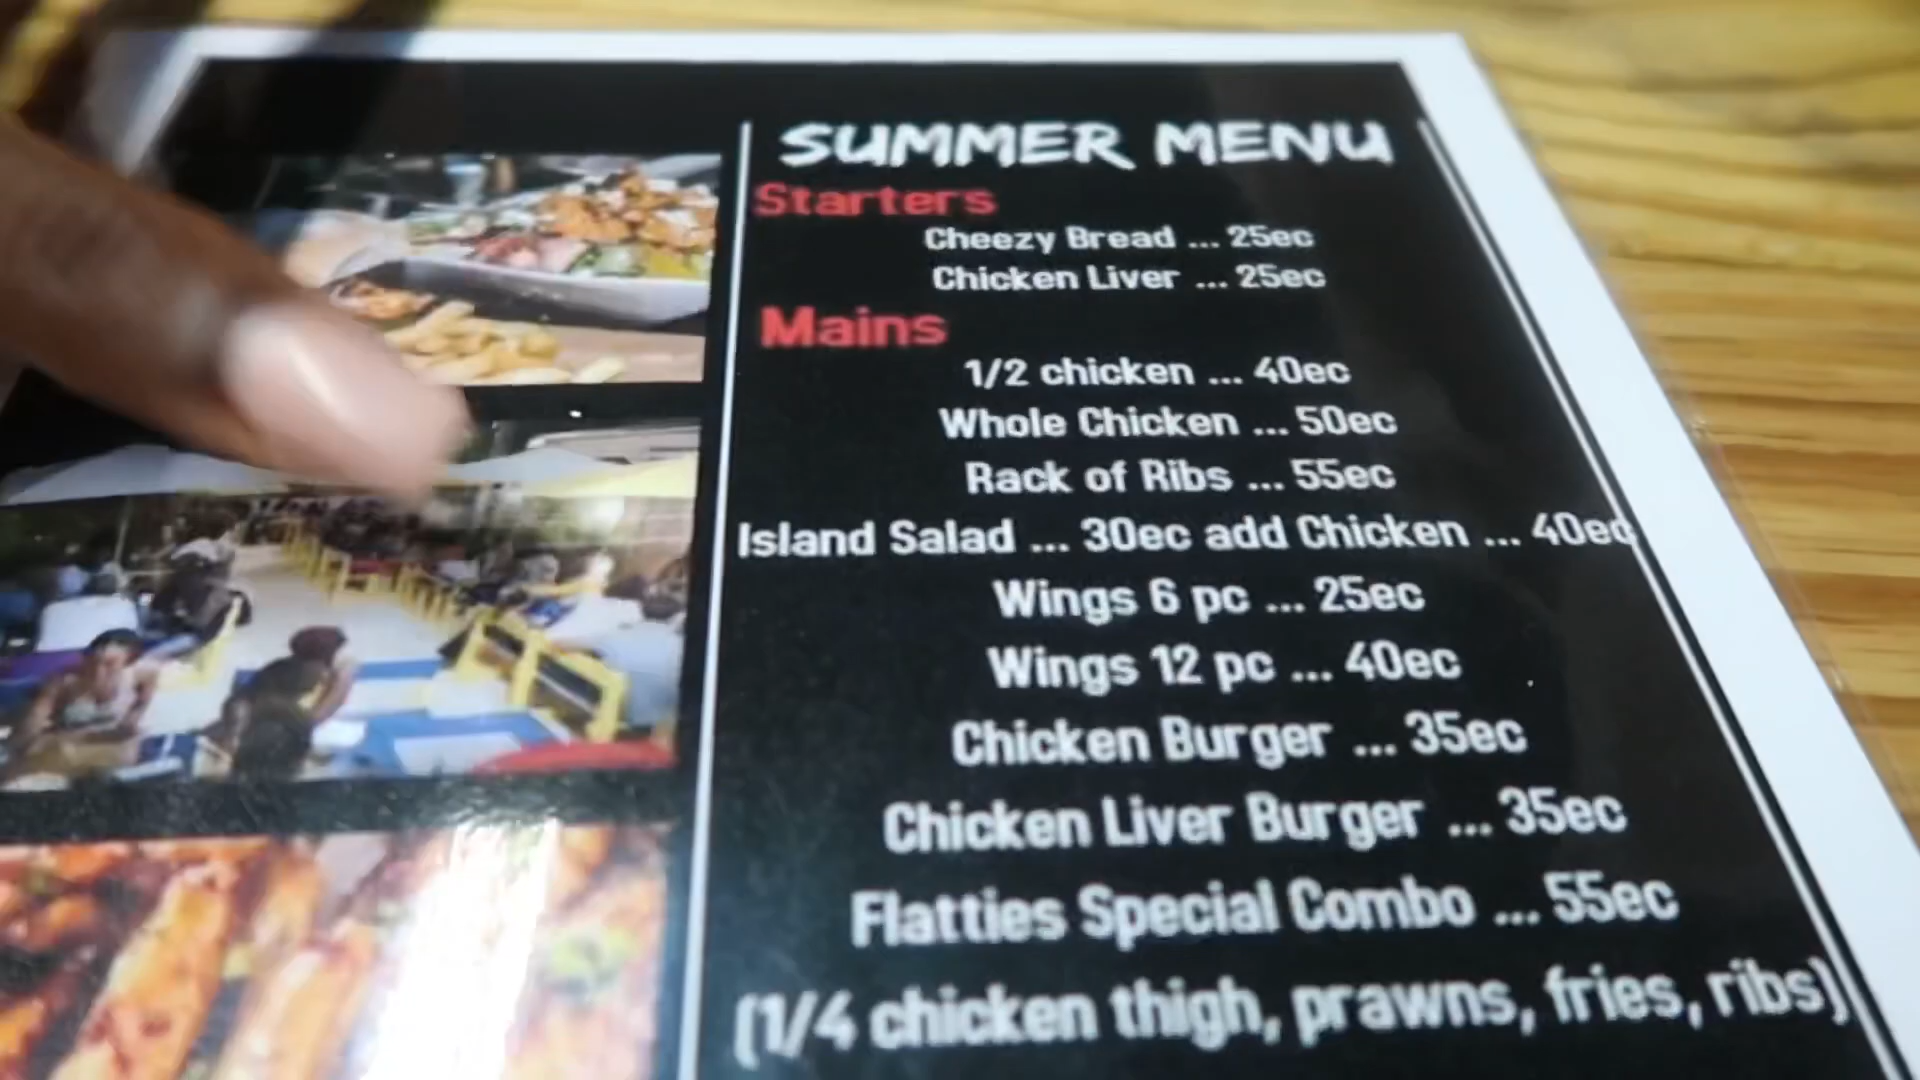 SUMMER MENU
Starters
Cheezy Bread ... 25ec
Chicken Liver ... 25ec
Mains
1/2 chicken ... 40ec
Whole Chicken ... 50ec
Rack of Ribs ... 55ec
Island Salad ... 30ec add Chicken ... 40ec
Wings 6 pc ... 25ec
Wings 12 pc ... 40ec
Chicken Burger ... 35ec
Chicken Liver Burger ... 35ec
Flatties Special Combo ... 55ec
(1/4 chicken thigh, prawns, fries, ribs)